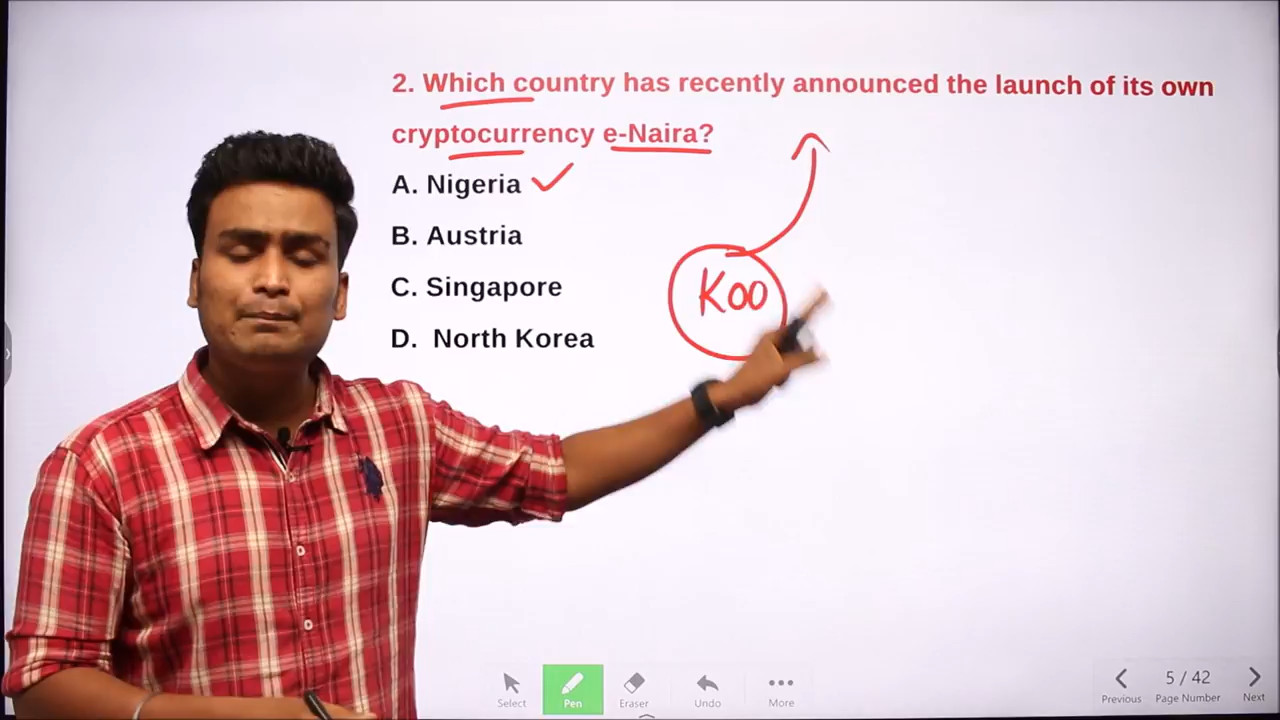 2. Which country has recently announced the launch of its own
cryptocurrency e-Naira?
A. Nigeria
B. Austria
C. Singapore
D. North Korea
Koo
Select
Pen
Eraser
Undo
More
Previous
5 / 42
Page Number
Next